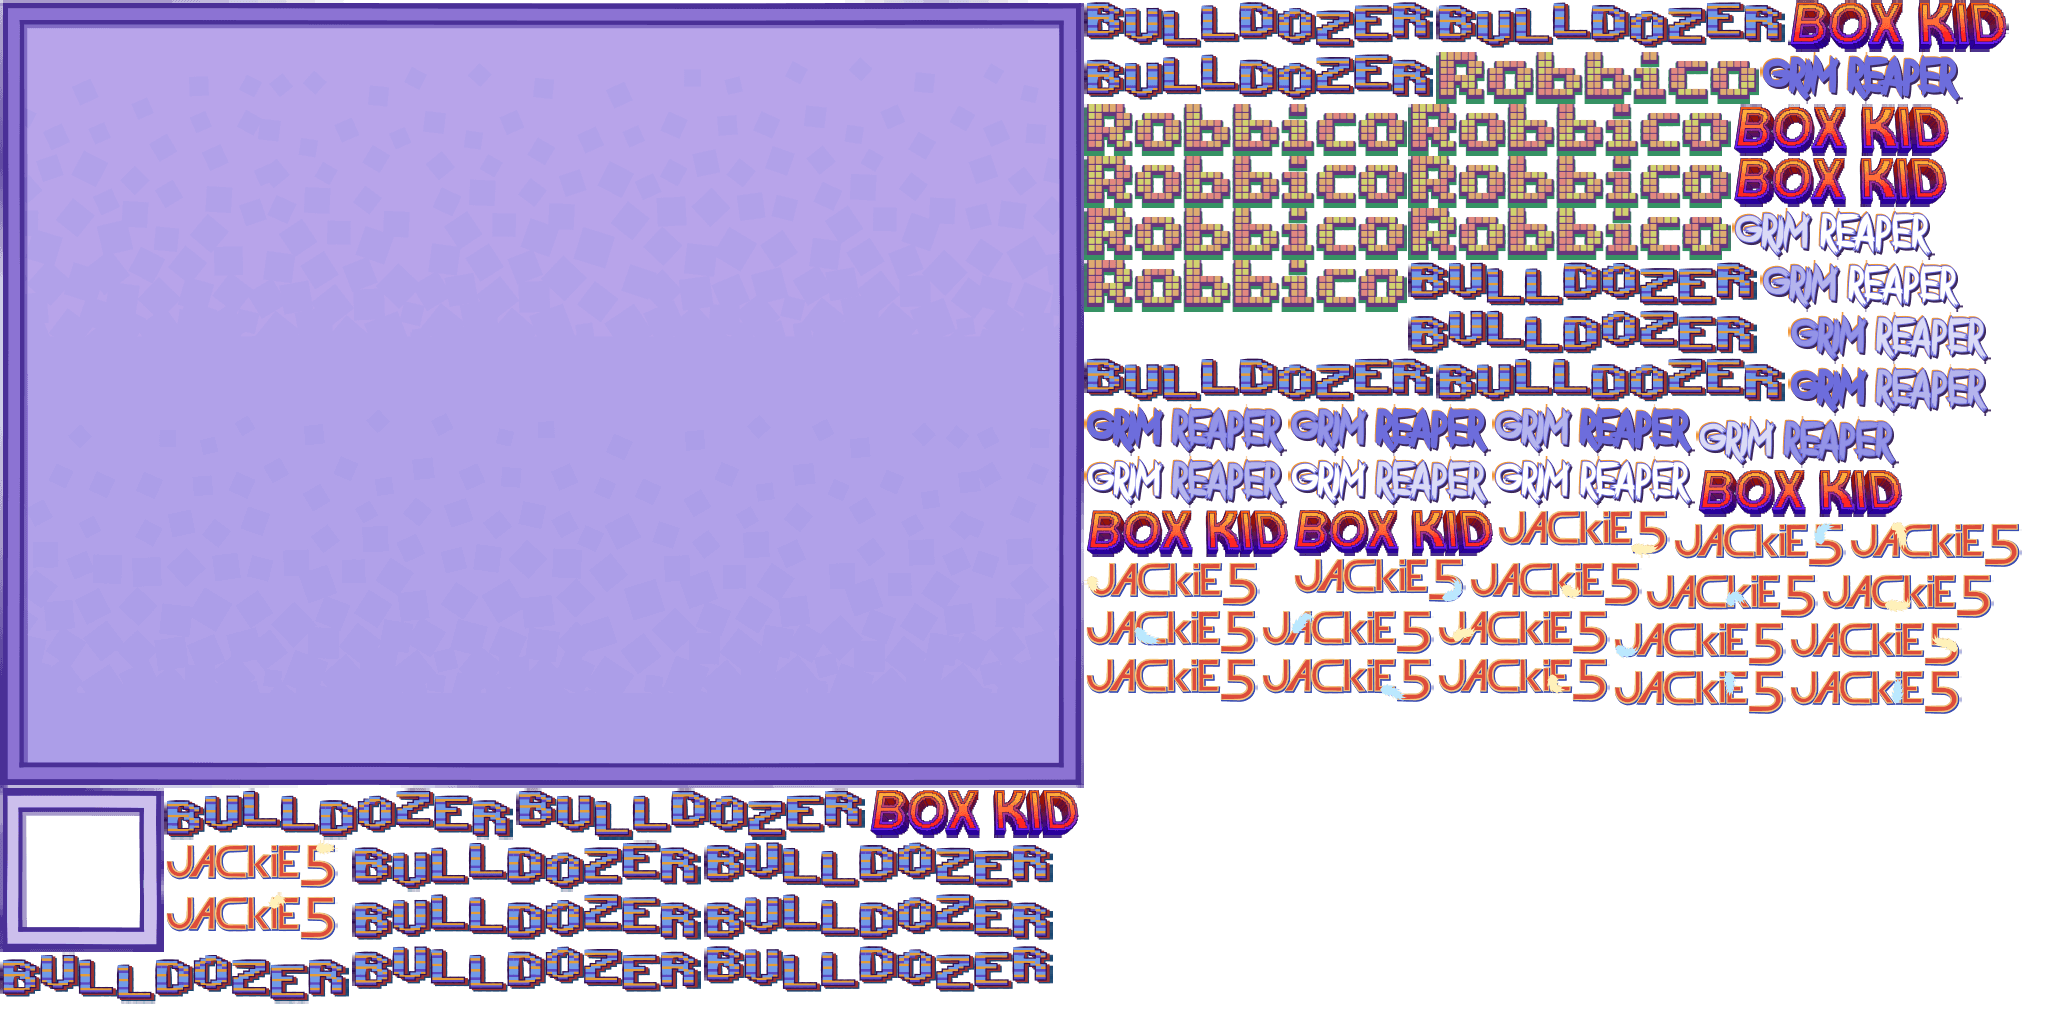 BULLDOZER BULLDOZER BOX KID
BULLDOZER Robbico GRIM REAPER
Robbico Robbico BOX KID
Robbico Robbico BOX KID
Robbico Robbico GRIM REAPER
Robbico BULLDOZER GRIM REAPER
BULLDOZER GRIM REAPER
BULLDOZER BULLDOZER GRIM REAPER
GRIM REAPER GRIM REAPER GRIM REAPER GRIM REAPER
GRIM REAPER GRIM REAPER GRIM REAPER BOX KID
BOX KID BOX KID JACKiE 5 JACKiE 5 JACKiE 5
JACKiE 5 JACKiE 5 JACKiE 5 JACKiE 5 JACKiE 5
JACKiE 5 JACKiE 5 JACKiE 5 JACKiE 5 JACKiE 5
JACKiE 5 JACKiE 5 JACKiE 5 JACKiE 5 JACKiE 5
BULLDOZER BULLDOZER BOX KID
JACKiE 5 BULLDOZER BULLDOZER
JACKiE 5 BULLDOZER BULLDOZER
BULLDOZER BULLDOZER BULLDOZER